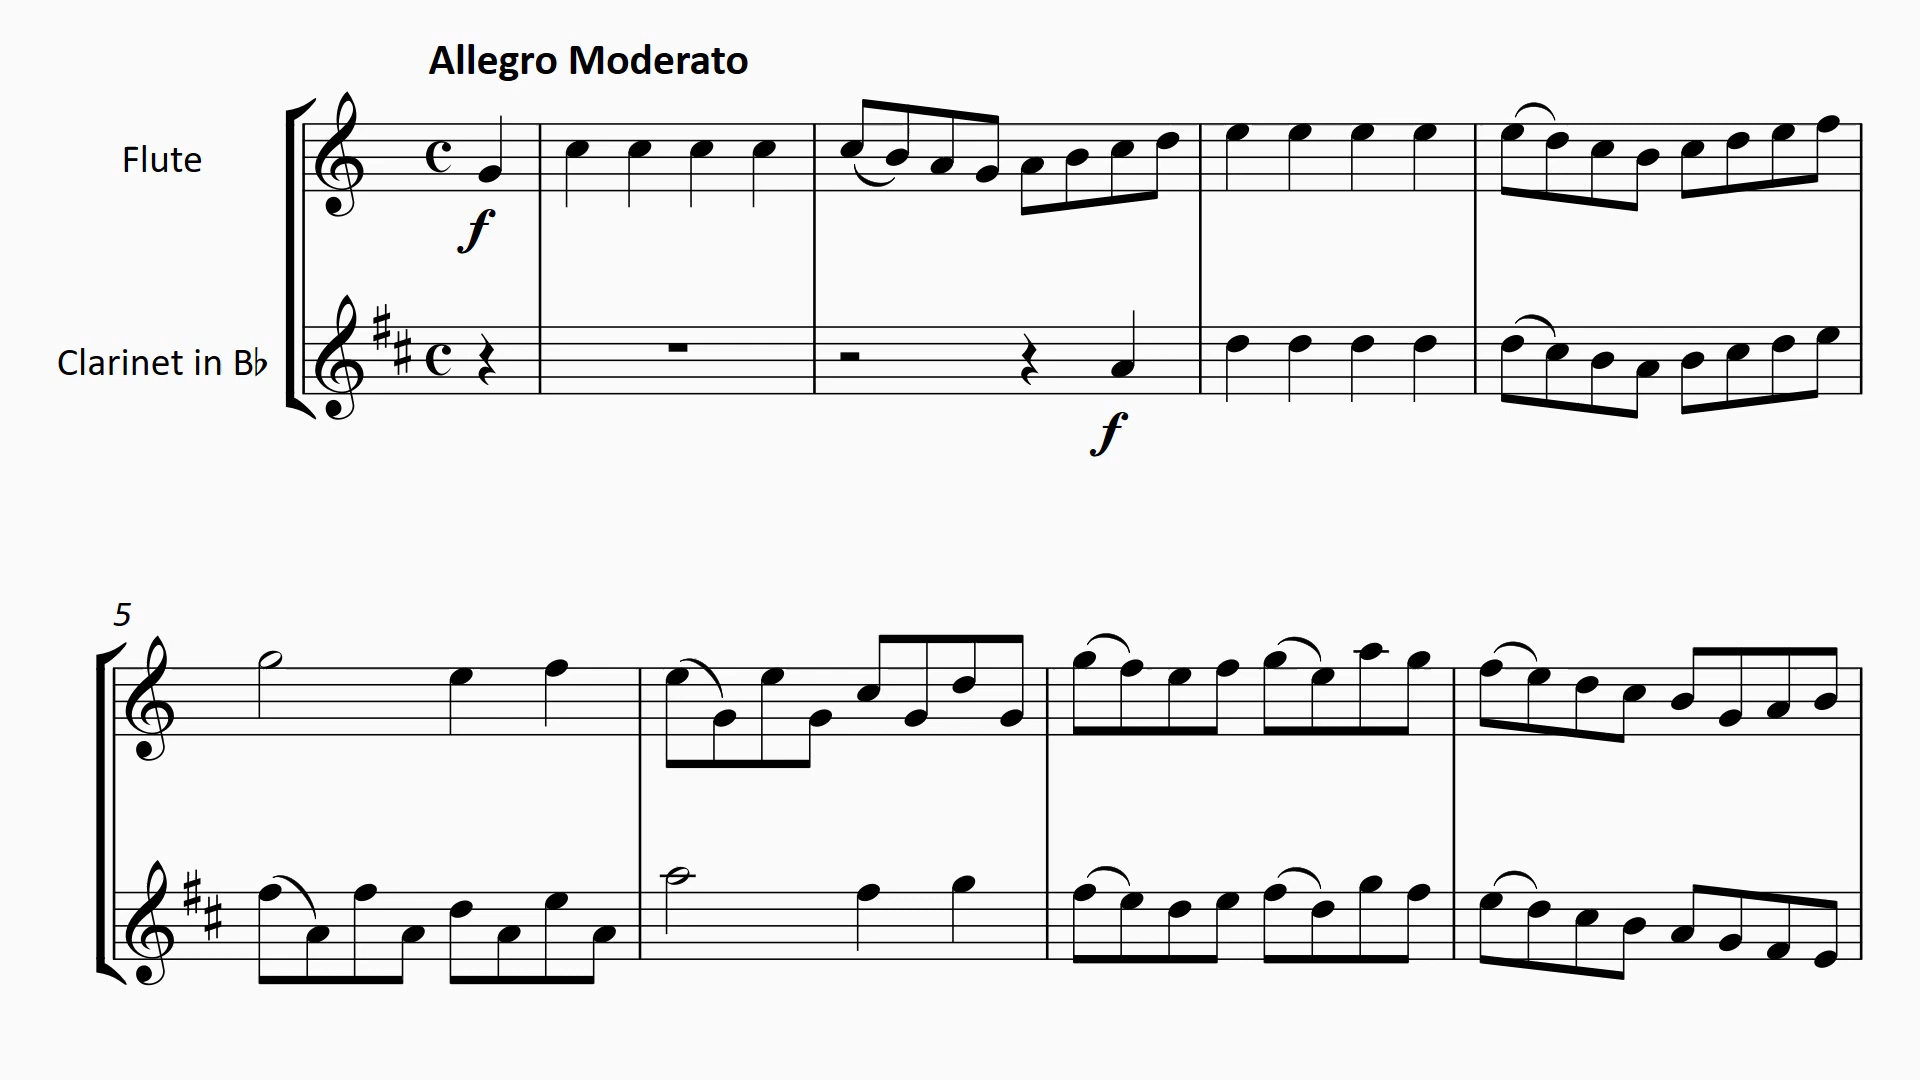 Allegro Moderato
Flute
f
Clarinet in B♭
f
5